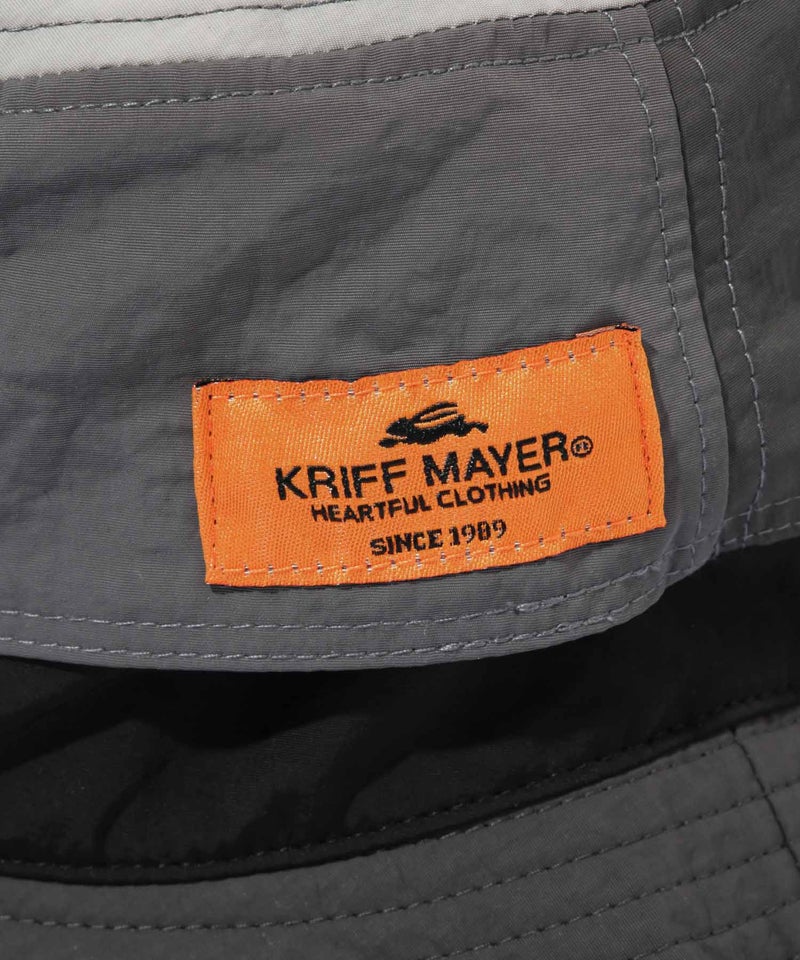 KRIFF MAYER®
HEARTFUL CLOTHING
SINCE 1989